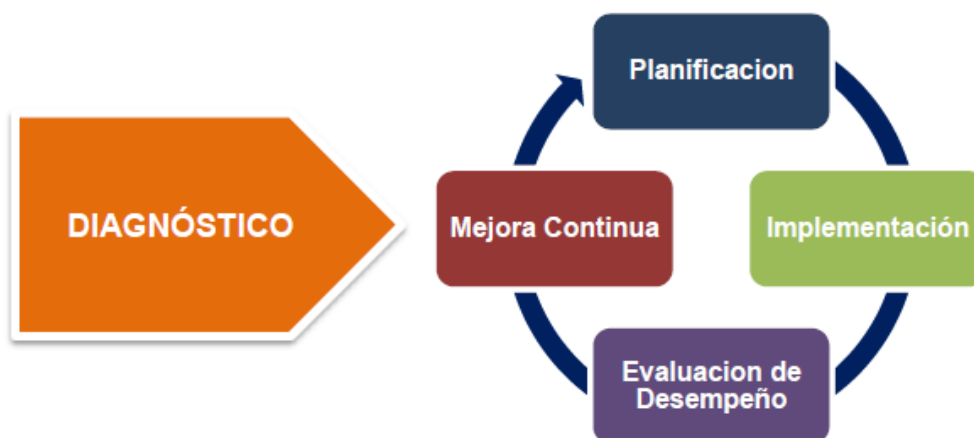 Planificacion
DIAGNÓSTICO
Mejora Continua
Implementación
Evaluacion de
Desempeño